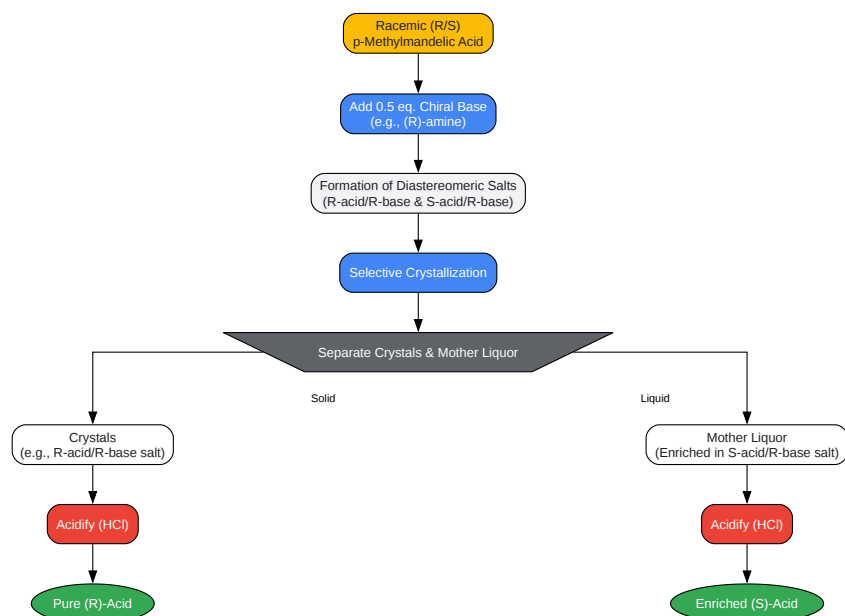 Racemic (R/S)
p-Methylmandelic Acid
Add 0.5 eq. Chiral Base
(e.g., (R)-amine)
Formation of Diastereomeric Salts
(R-acid/R-base & S-acid/R-base)
Selective Crystallization
Separate Crystals & Mother Liquor
Solid
Liquid
Crystals
(e.g., R-acid/R-base salt)
Mother Liquor
(Enriched in S-acid/R-base salt)
Acidify (HCl)
Acidify (HCl)
Pure (R)-Acid
Enriched (S)-Acid